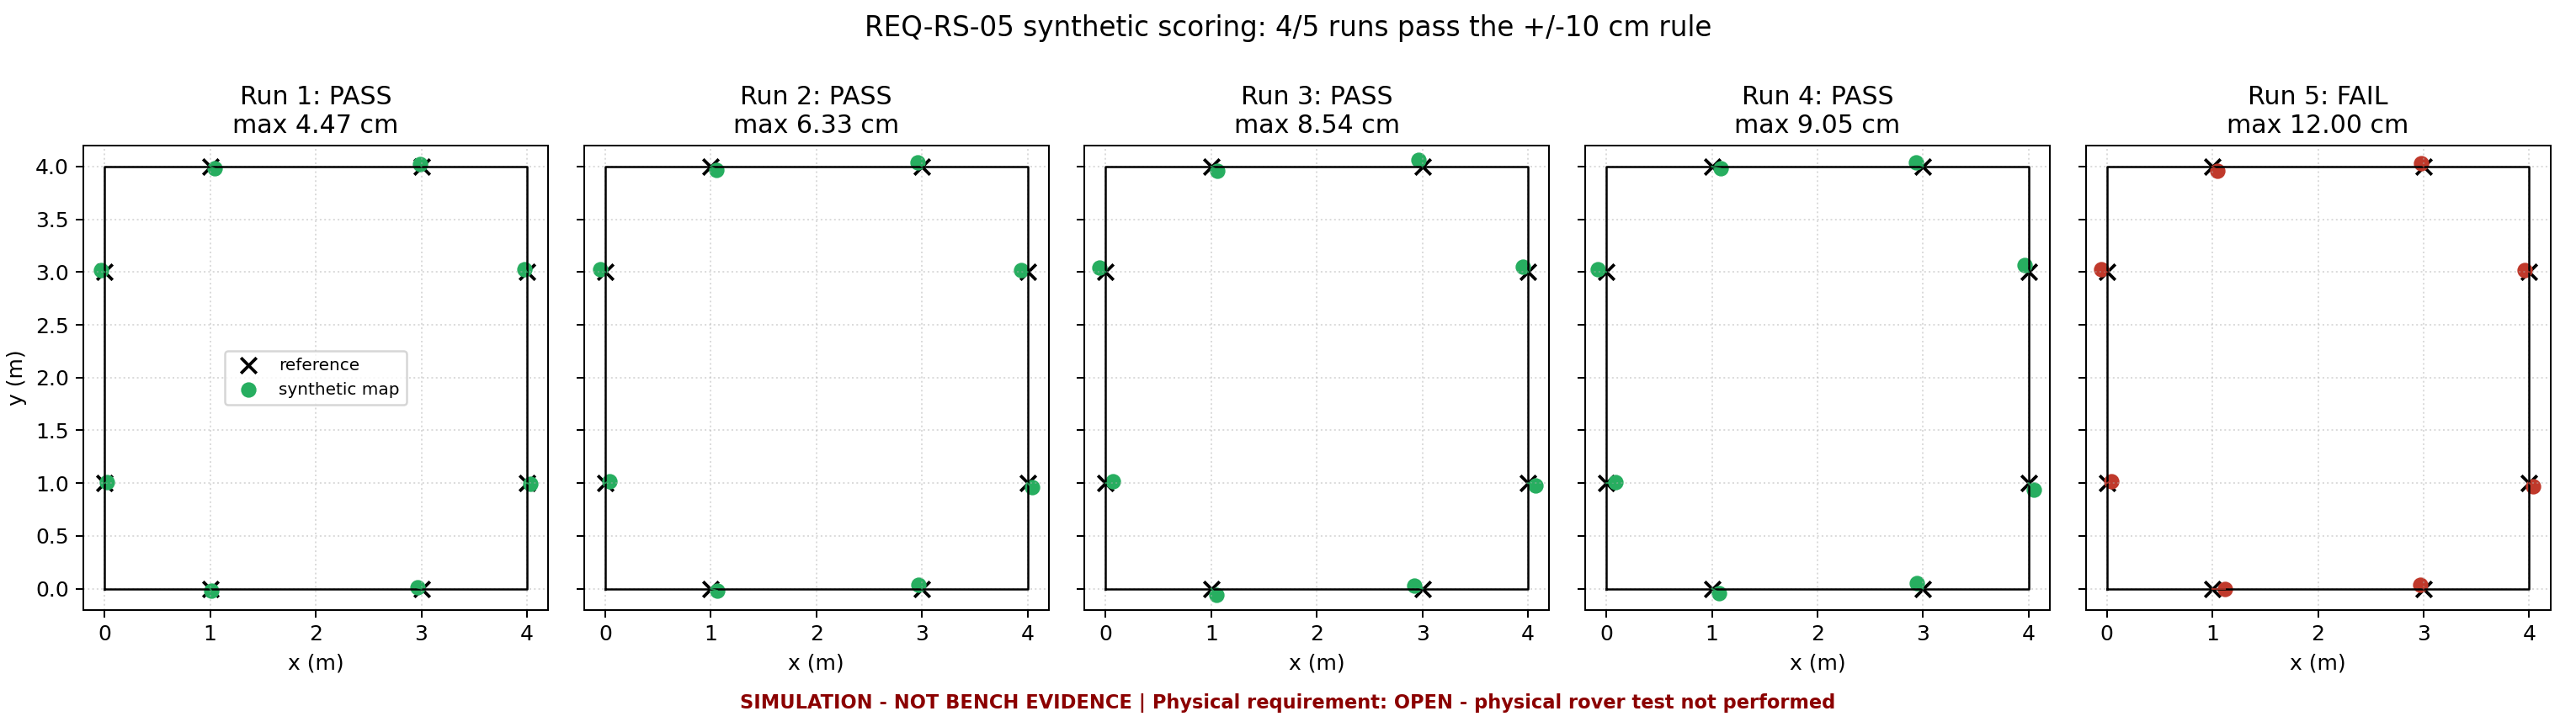 REQ-RS-05 synthetic scoring: 4/5 runs pass the +/-10 cm rule
Run 1: PASS
max 4.47 cm
Run 2: PASS
max 6.33 cm
Run 3: PASS
max 8.54 cm
Run 4: PASS
max 9.05 cm
Run 5: FAIL
max 12.00 cm
y (m)
4.0
3.5
3.0
2.5
2.0
1.5
1.0
0.5
0.0
reference
synthetic map
0 1 2 3 4
x (m)
0 1 2 3 4
x (m)
0 1 2 3 4
x (m)
0 1 2 3 4
x (m)
0 1 2 3 4
x (m)
SIMULATION - NOT BENCH EVIDENCE | Physical requirement: OPEN - physical rover test not performed